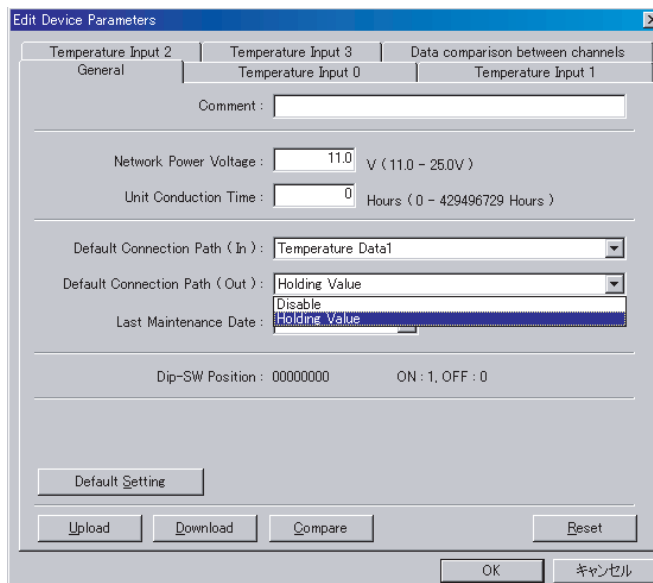 Edit Device Parameters
Temperature Input 2 Temperature Input 3 Data comparison between channels
General Temperature Input 0 Temperature Input 1
Comment :
Network Power Voltage : 11.0 V ( 11.0 - 25.0V )
Unit Conduction Time : 0 Hours ( 0 - 429496729 Hours )
Default Connection Path ( In ) : Temperature Data1
Default Connection Path ( Out ) : Holding Value
Disable
Last Maintenance Date : Holding Value
Dip-SW Position : 00000000 ON : 1, OFF : 0
Default Setting
Upload Download Compare Reset
OK キャンセル